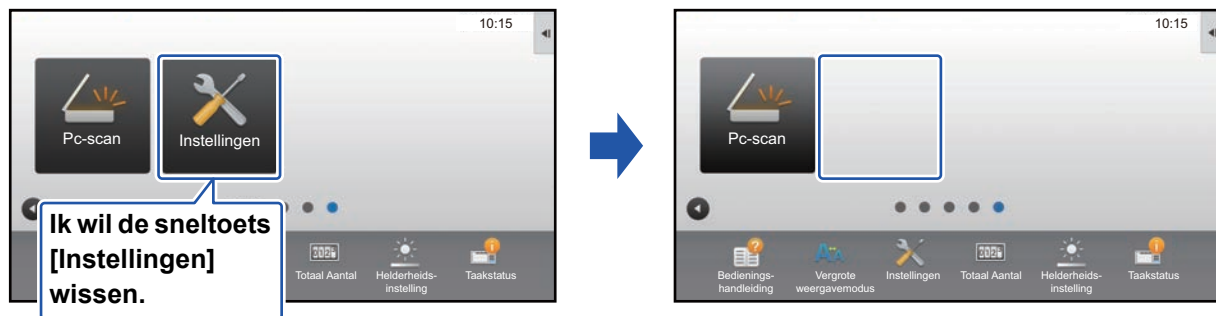 10:15
Pc-scan
Instellingen
Ik wil de sneltoets
[Instellingen]
wissen.
Totaal Aantal
Helderheids-
instelling
Taakstatus
10:15
Pc-scan
Bedienings-
handleiding
Vergrote
weergavemodus
Instellingen
Totaal Aantal
Helderheids-
instelling
Taakstatus